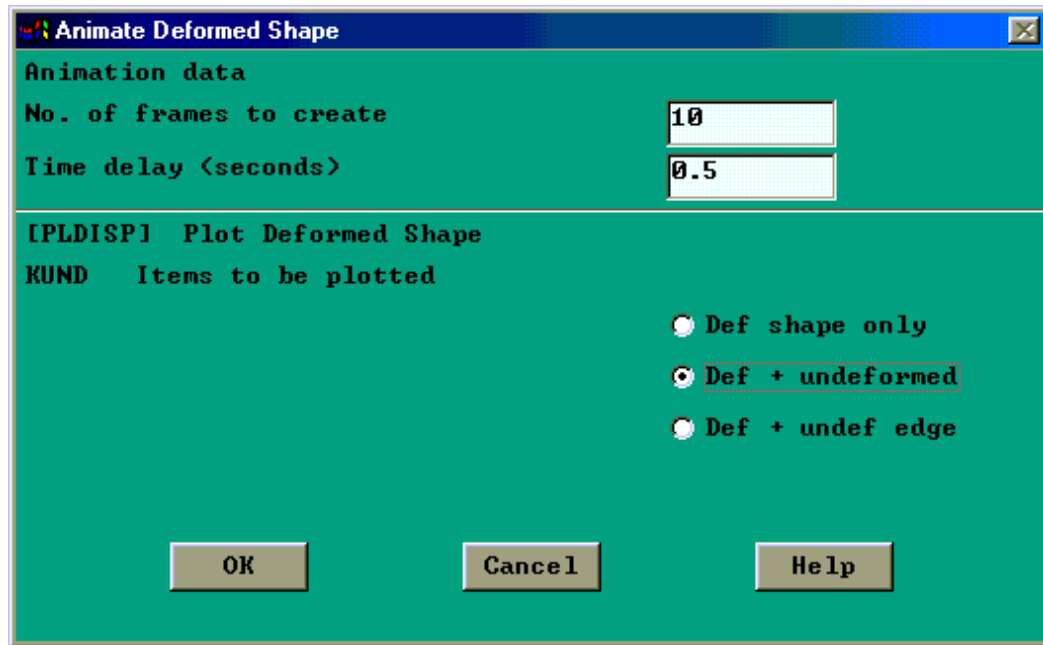 Animate Deformed Shape
Animation data
No. of frames to create 10
Time delay (seconds) 0.5
[PLDISP] Plot Deformed Shape
KUND Items to be plotted
Def shape only
Def + undeformed
Def + undef edge
OK Cancel Help